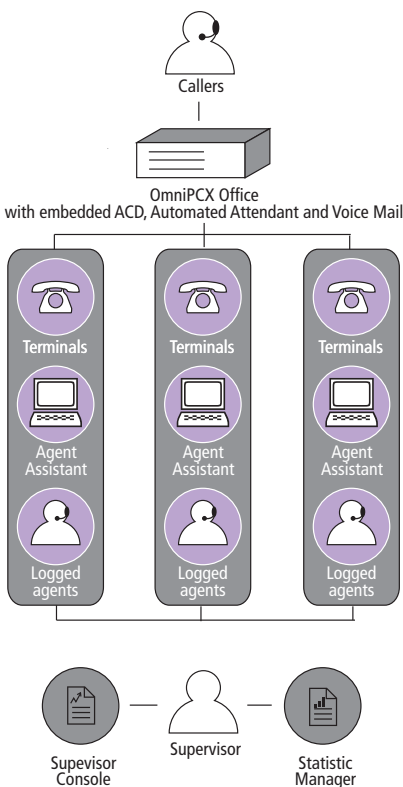 Callers
OmniPCX Office
with embedded ACD, Automated Attendant and Voice Mail
Terminals
Terminals
Terminals
Agent
Assistant
Agent
Assistant
Agent
Assistant
Logged
agents
Logged
agents
Logged
agents
Supevisor
Console
Supervisor
Statistic
Manager